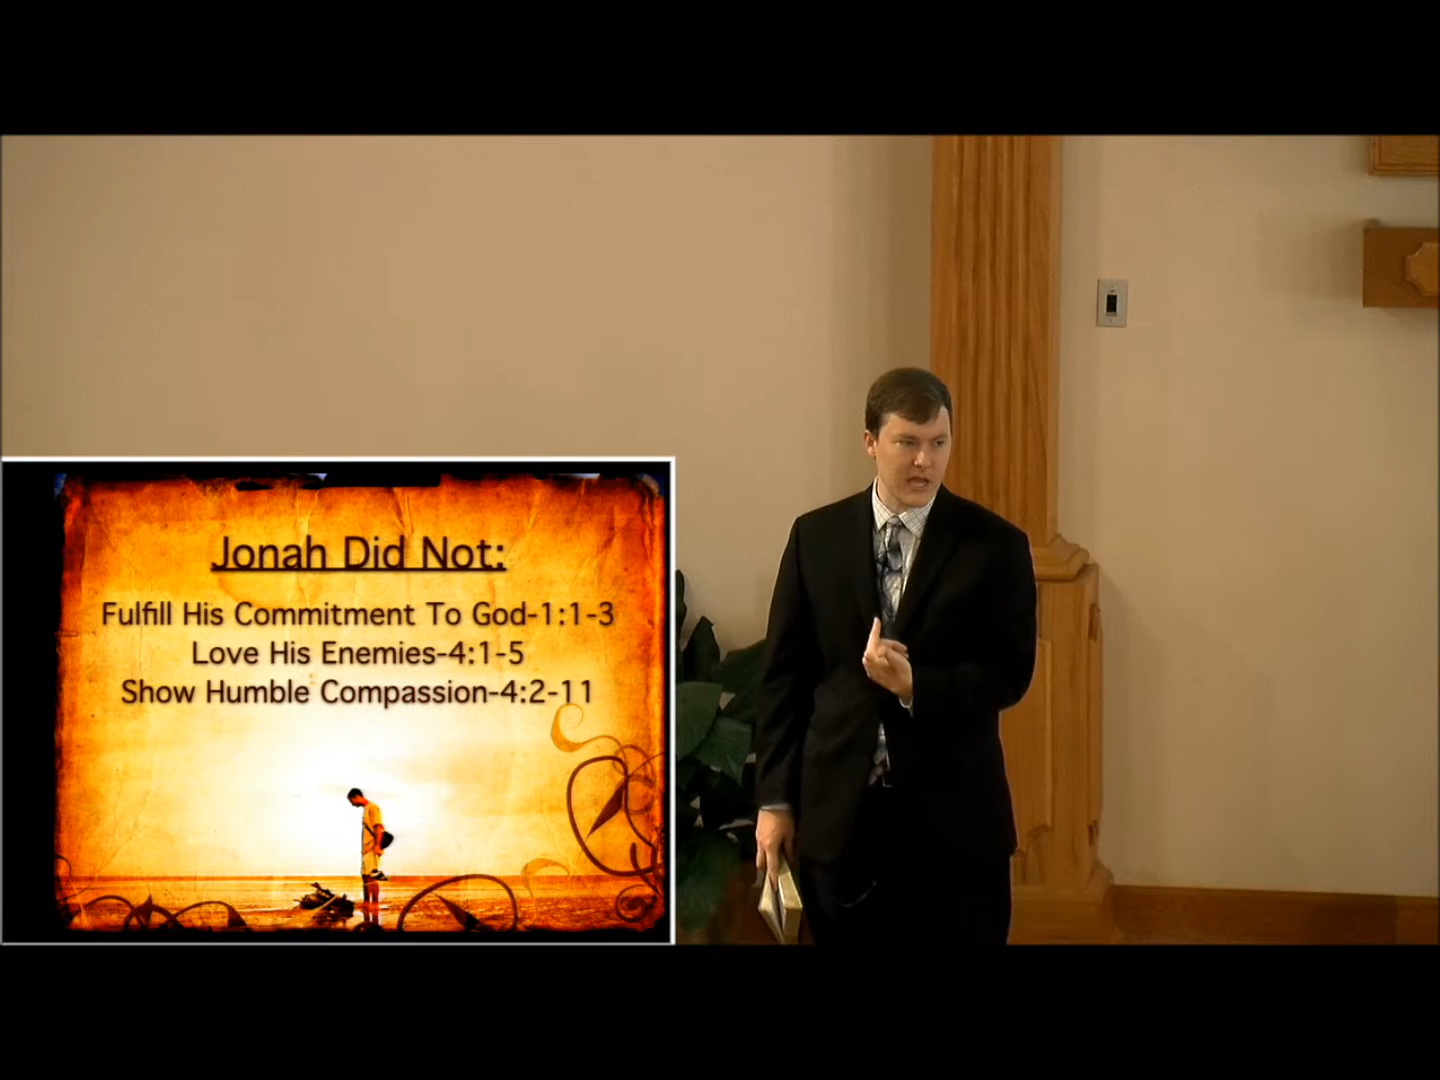 Jonah Did Not:
Fulfill His Commitment To God-1:1-3
Love His Enemies-4:1-5
Show Humble Compassion-4:2-11